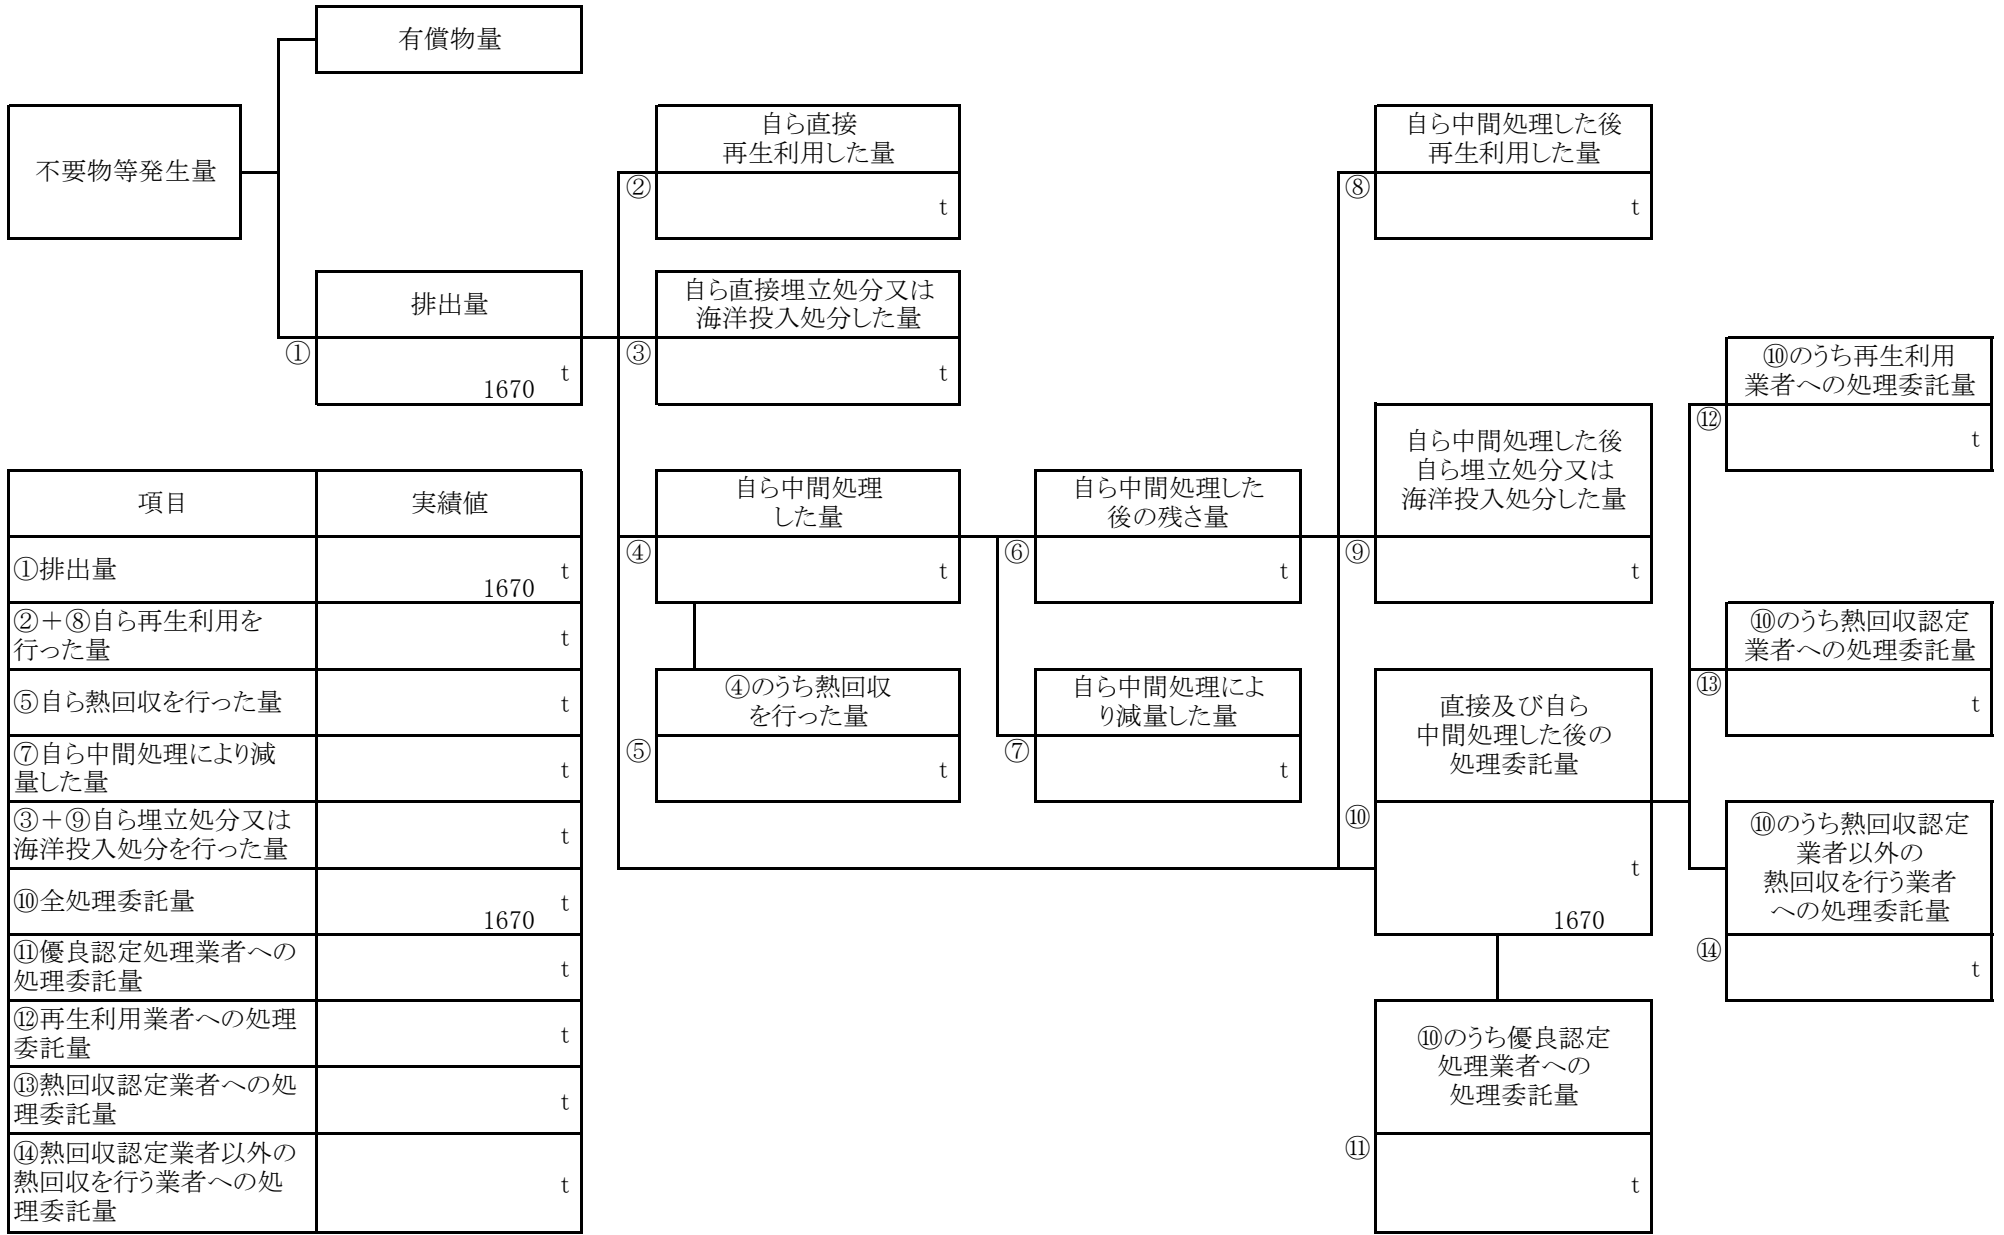 有償物量
不要物等発生量
排出量
①
t
1670
自ら直接
再生利用した量
②
t
自ら直接埋立処分又は
海洋投入処分した量
③
t
自ら中間処理
した量
④
t
④のうち熱回収
を行った量
⑤
t
自ら中間処理した
後の残さ量
⑥
t
自ら中間処理によ
り減量した量
⑦
t
自ら中間処理した後
再生利用した量
⑧
t
自ら中間処理した後
自ら埋立処分又は
海洋投入処分した量
⑨
t
直接及び自ら
中間処理した後の
処理委託量
⑩
t
1670
⑩のうち優良認定
処理業者への
処理委託量
⑪
t
⑩のうち再生利用
業者への処理委託量
⑫
t
⑩のうち熱回収認定
業者への処理委託量
⑬
t
⑩のうち熱回収認定
業者以外の
熱回収を行う業者
への処理委託量
⑭
t
項目 実績値
①排出量 t
1670
②＋⑧自ら再生利用を
行った量 t
⑤自ら熱回収を行った量 t
⑦自ら中間処理により減
量した量 t
③＋⑨自ら埋立処分又は
海洋投入処分を行った量 t
⑩全処理委託量 t
1670
⑪優良認定処理業者への
処理委託量 t
⑫再生利用業者への処理
委託量 t
⑬熱回収認定業者への処
理委託量 t
⑭熱回収認定業者以外の
熱回収を行う業者への処 t
理委託量